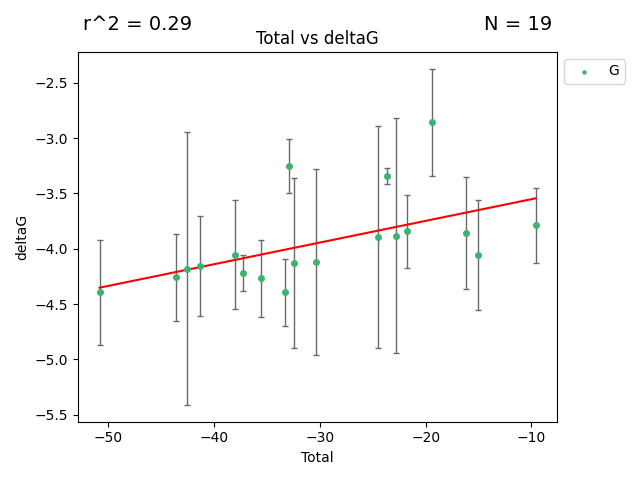 r^2 = 0.29
N = 19
Total vs deltaG
G
deltaG
−2.5
−3.0
−3.5
−4.0
−4.5
−5.0
−5.5
−50
−40
−30
−20
−10
Total